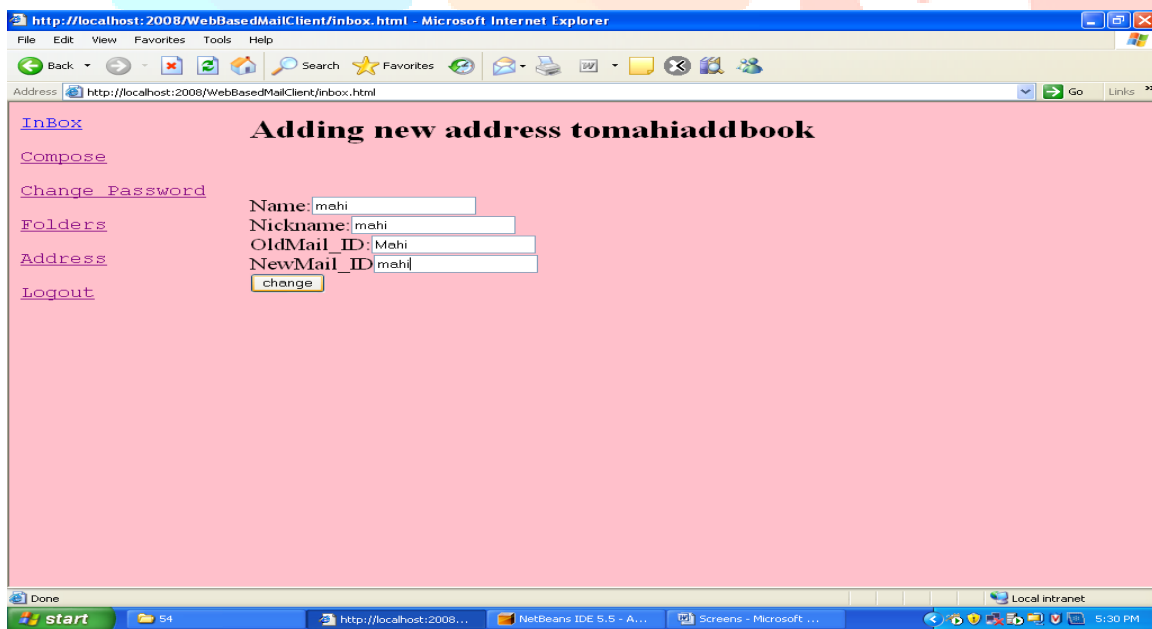 http://localhost:2008/WebBasedMailClient/inbox.html - Microsoft Internet Explorer
File Edit View Favorites Tools Help
Back Search Favorites
Address http://localhost:2008/WebBasedMailClient/inbox.html Go Links »
InBox
Compose
Change Password
Folders
Address
Logout
Adding new address tomahiaddbook
Name: mahi
Nickname: mahi
OldMail_ID: Mahi
NewMail_ID mahi
change
Done Local intranet
start 54 http://localhost:2008... NetBeans IDE 5.5 - A... Screens - Microsoft ... 5:30 PM